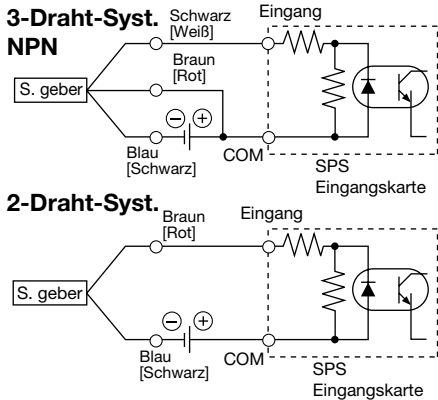 3-Draht-Syst.
NPN
Schwarz
[Weiß]
Eingang
Braun
[Rot]
S. geber
Blau
[Schwarz]
COM
SPS
Eingangskarte
2-Draht-Syst.
Braun
[Rot]
Eingang
S. geber
Blau
[Schwarz]
COM
SPS
Eingangskarte